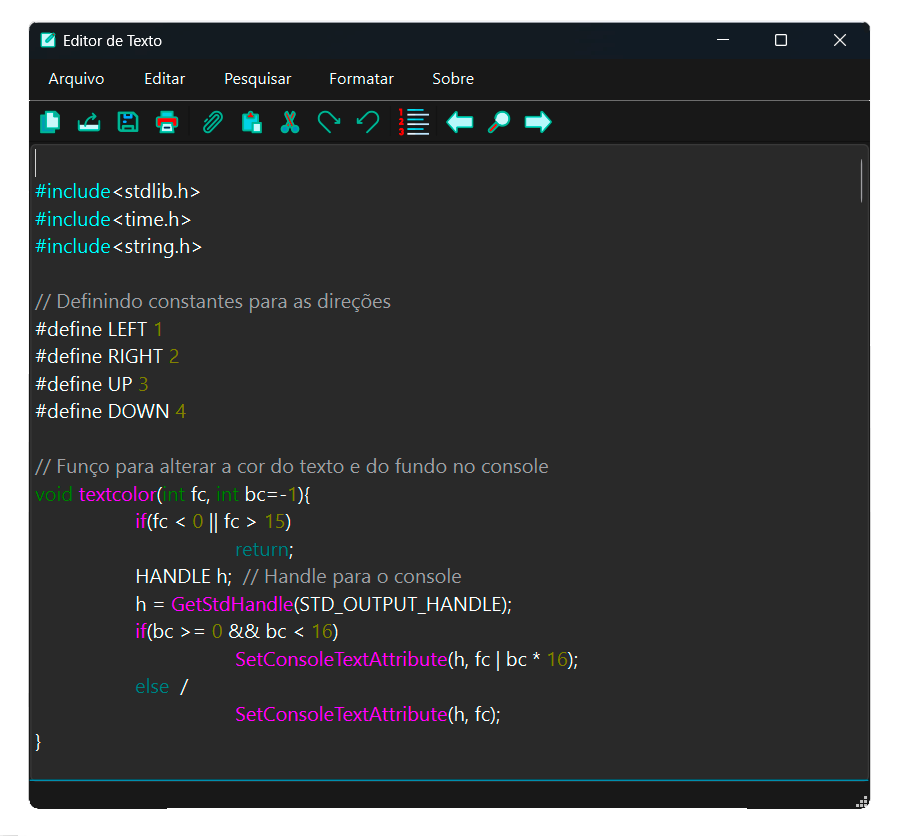 Editor de Texto
Arquivo Editar Pesquisar Formatar Sobre
1
2
3
#include<stdlib.h>
#include<time.h>
#include<string.h>
// Definindo constantes para as direções
#define LEFT 1
#define RIGHT 2
#define UP 3
#define DOWN 4
// Funço para alterar a cor do texto e do fundo no console
void textcolor(int fc, int bc=-1){
if(fc < 0 || fc > 15)
return;
HANDLE h; // Handle para o console
h = GetStdHandle(STD_OUTPUT_HANDLE);
if(bc >= 0 && bc < 16)
SetConsoleTextAttribute(h, fc | bc * 16);
else /
SetConsoleTextAttribute(h, fc);
}